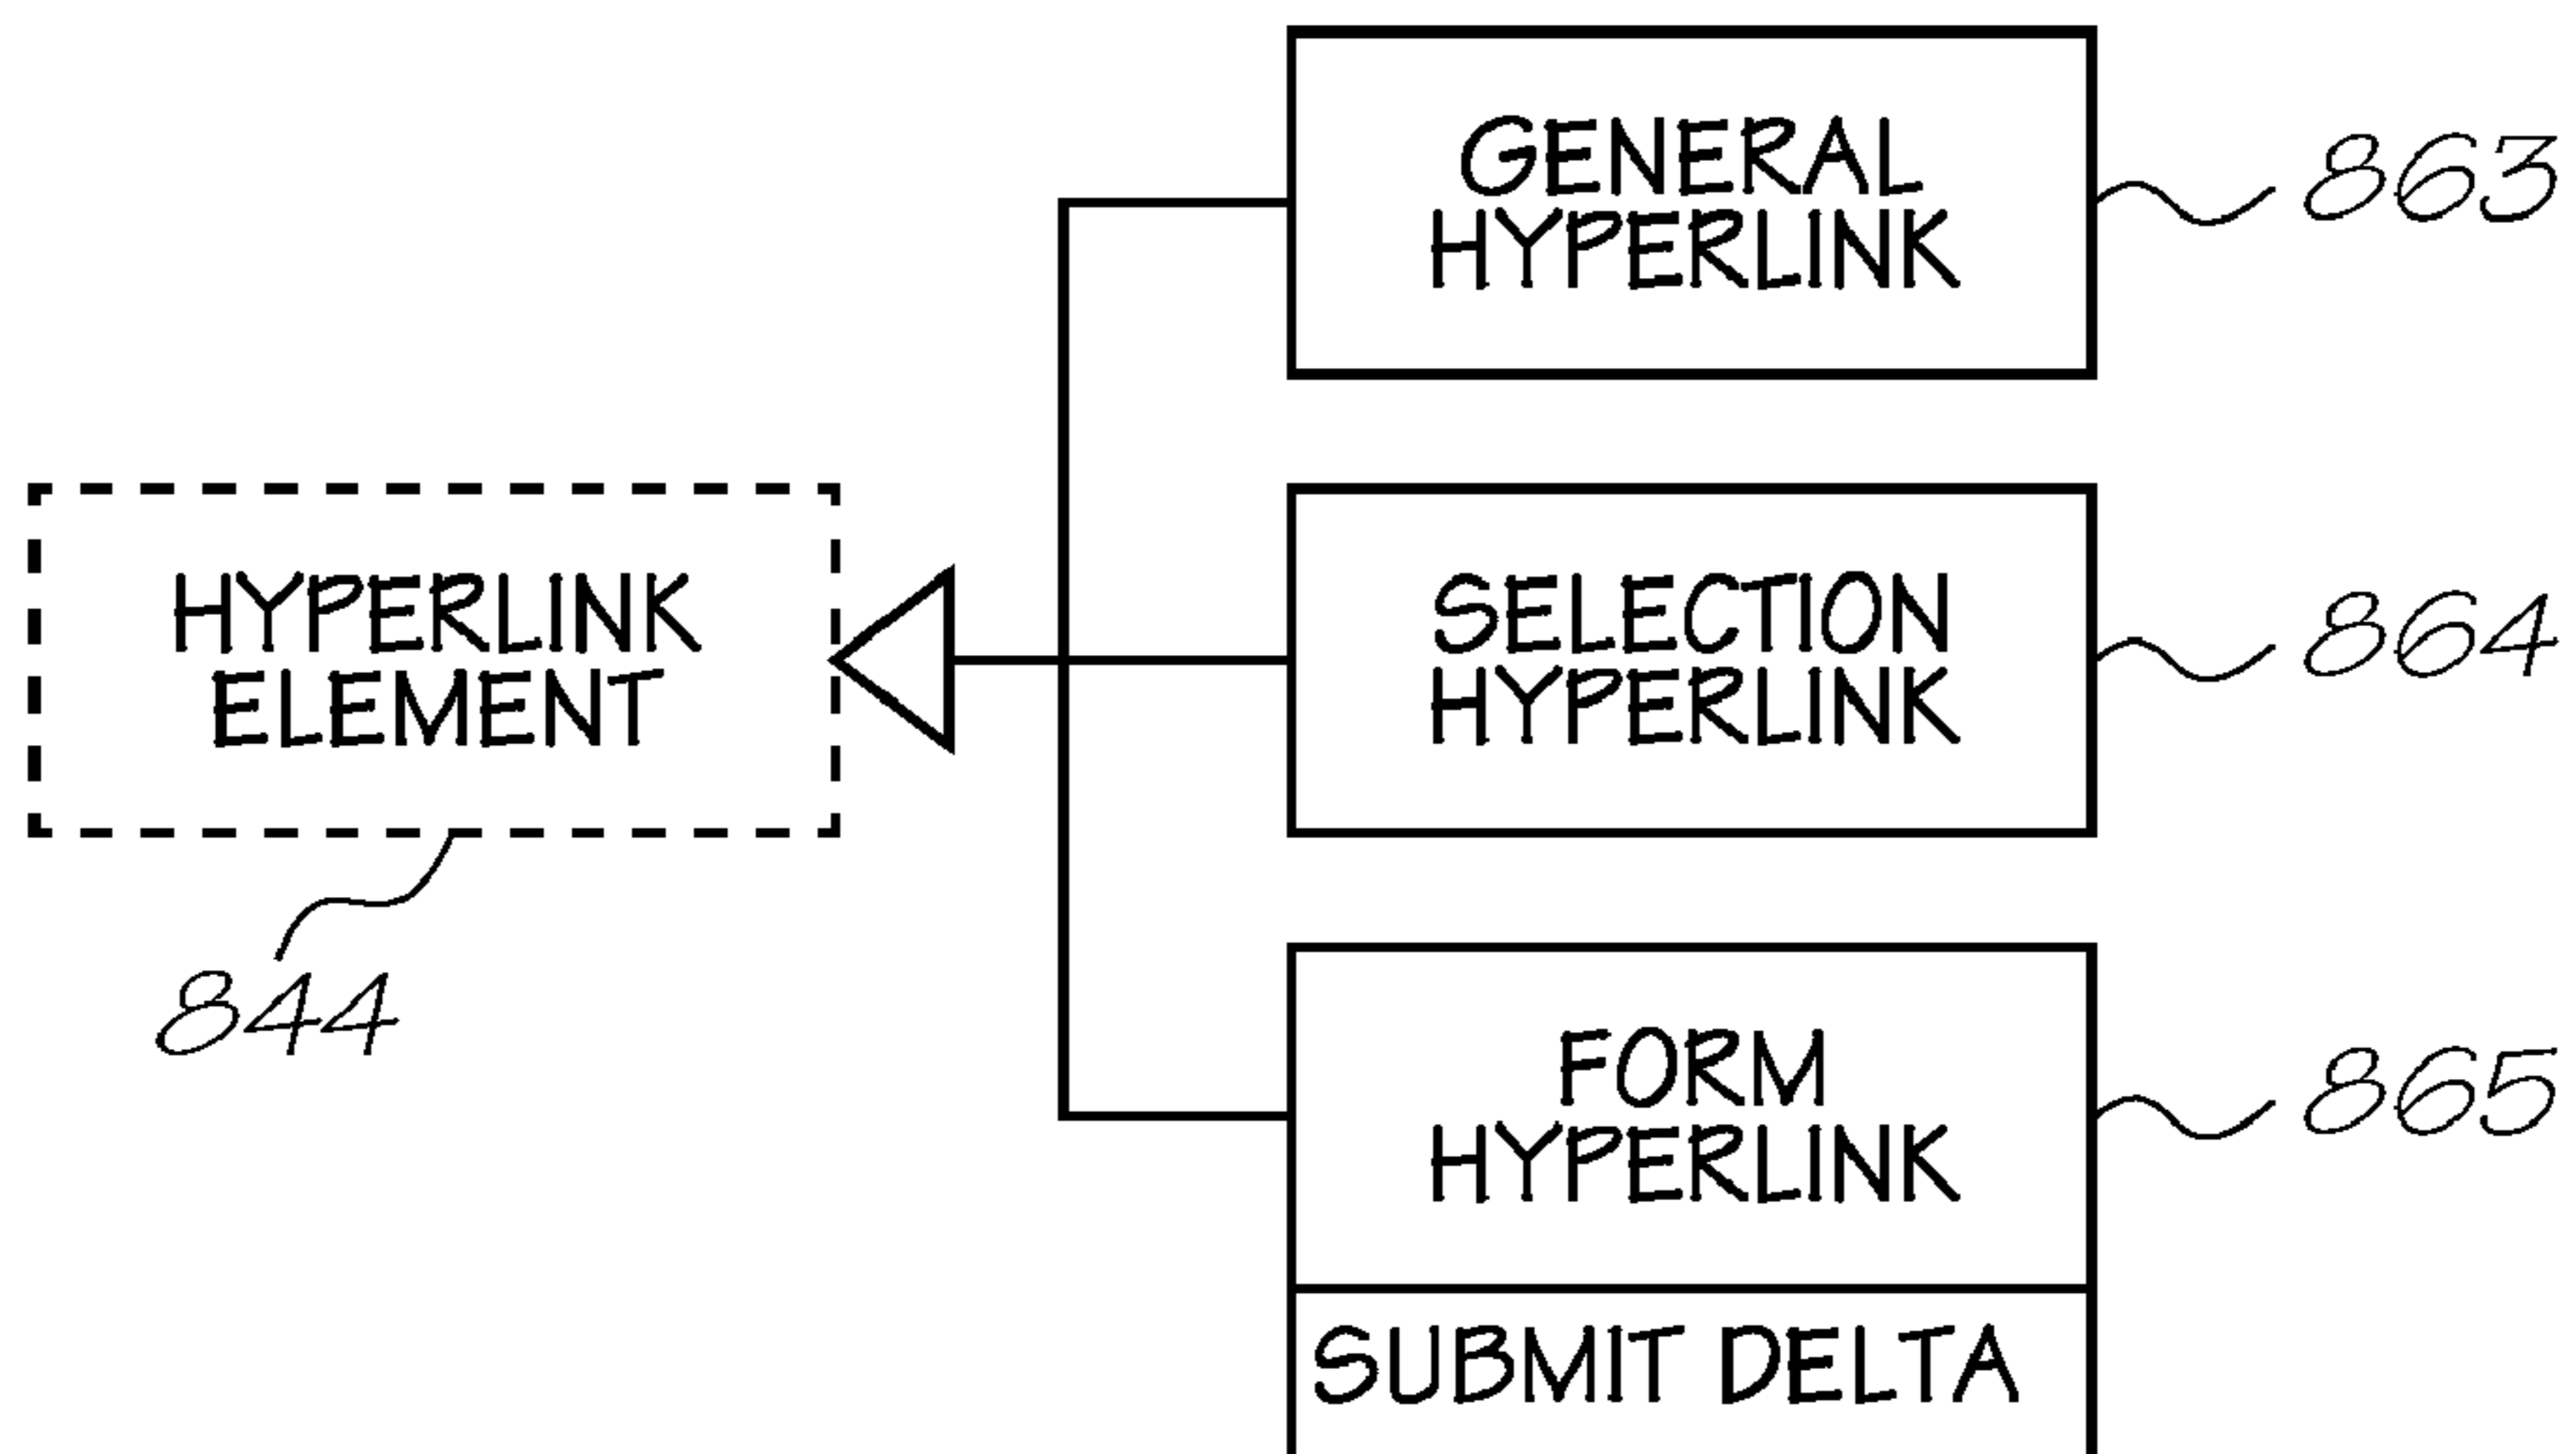 GENERAL
HYPERLINK
863
HYPERLINK
ELEMENT
844
SELECTION
HYPERLINK
864
FORM
HYPERLINK
865
SUBMIT DELTA